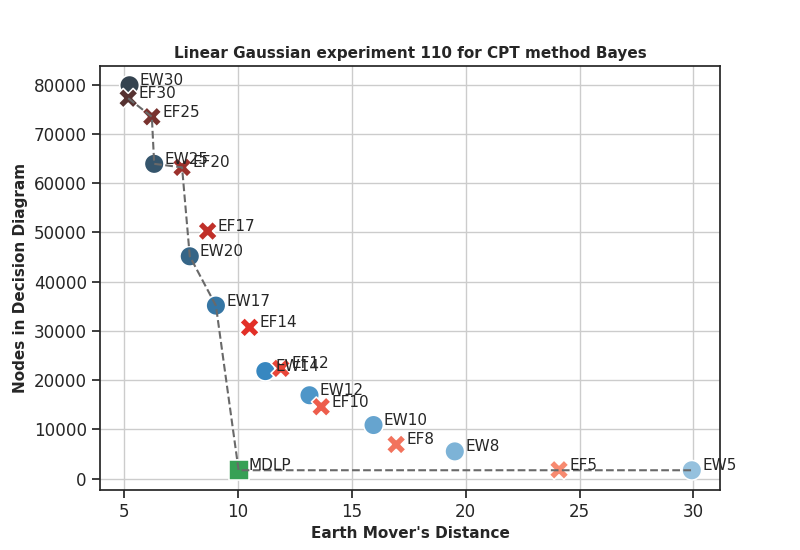 Linear Gaussian experiment 110 for CPT method Bayes
Nodes in Decision Diagram
80000
70000
60000
50000
40000
30000
20000
10000
0
EW30
EF30
EF25
EW25
EF20
EF17
EW20
EW17
EF14
EF12
EW14
EW12
EF10
EW10
EF8
EW8
MDLP
EF5
EW5
5
10
15
20
25
30
Earth Mover's Distance